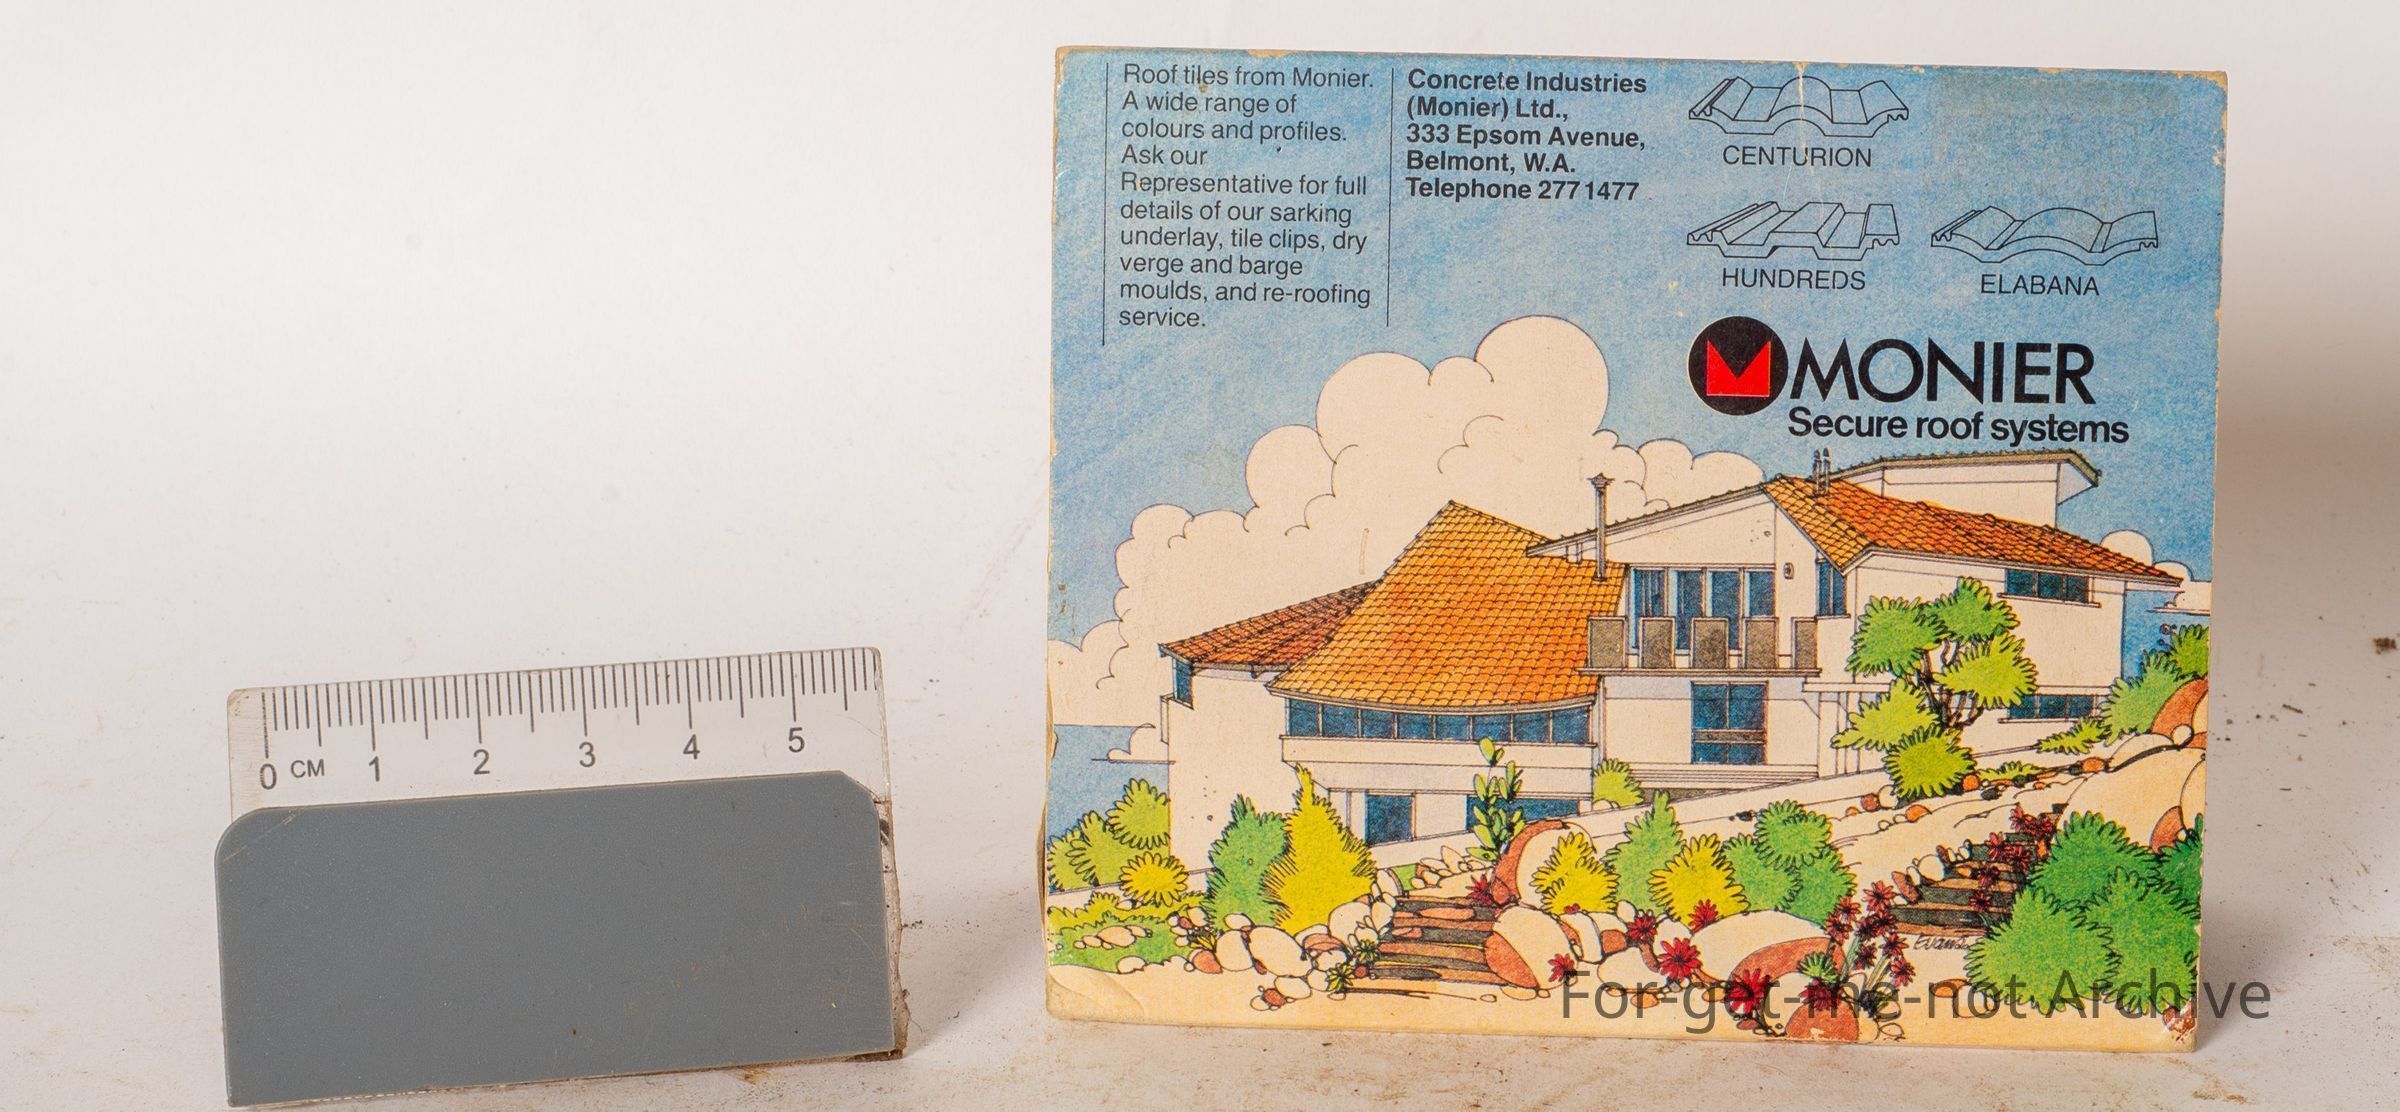 Roof tiles from Monier.
A wide range of
colours and profiles.
Ask our
Representative for full
details of our sarking
underlay, tile clips, dry
verge and barge
moulds, and re-roofing
service.
Concrete Industries
(Monier) Ltd.,
333 Epsom Avenue,
Belmont, W.A.
Telephone 277 1477
CENTURION
HUNDREDS
ELABANA
MONIER
Secure roof systems
0 CM 1 2 3 4 5
Evans
For-get-me-not Archive